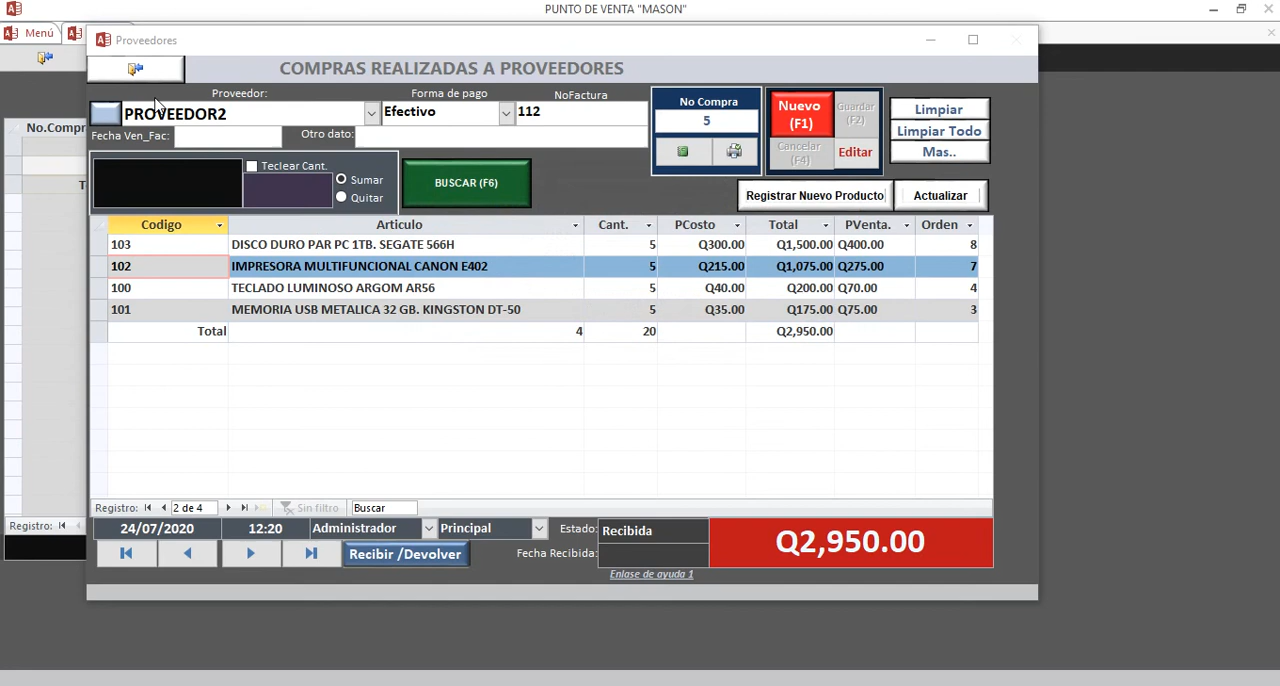 PUNTO DE VENTA "MASON"
Menú
Proveedores
COMPRAS REALIZADAS A PROVEEDORES
Proveedor: Forma de pago NoFactura
PROVEEDOR2 Efectivo 112
Fecha Ven_Fac: Otro dato:
No Compra
5
Nuevo (F1)
Guardar (F2)
Cancelar (F4)
Editar
Limpiar
Limpiar Todo
Mas..
Teclear Cant.
Sumar
Quitar
BUSCAR (F6)
Registrar Nuevo Producto
Actualizar
No.Compr
Codigo Articulo Cant. PCosto Total PVenta. Orden
103 DISCO DURO PAR PC 1TB. SEGATE 566H 5 Q300.00 Q1,500.00 Q400.00 8
102 IMPRESORA MULTIFUNCIONAL CANON E402 5 Q215.00 Q1,075.00 Q275.00 7
100 TECLADO LUMINOSO ARGOM AR56 5 Q40.00 Q200.00 Q70.00 4
101 MEMORIA USB METALICA 32 GB. KINGSTON DT-50 5 Q35.00 Q175.00 Q75.00 3
Total 4 20 Q2,950.00
T
Registro: 2 de 4 Sin filtro Buscar
Registro:
24/07/2020 12:20 Administrador Principal Estado: Recibida
Q2,950.00
Recibir /Devolver Fecha Recibida:
Enlase de ayuda 1